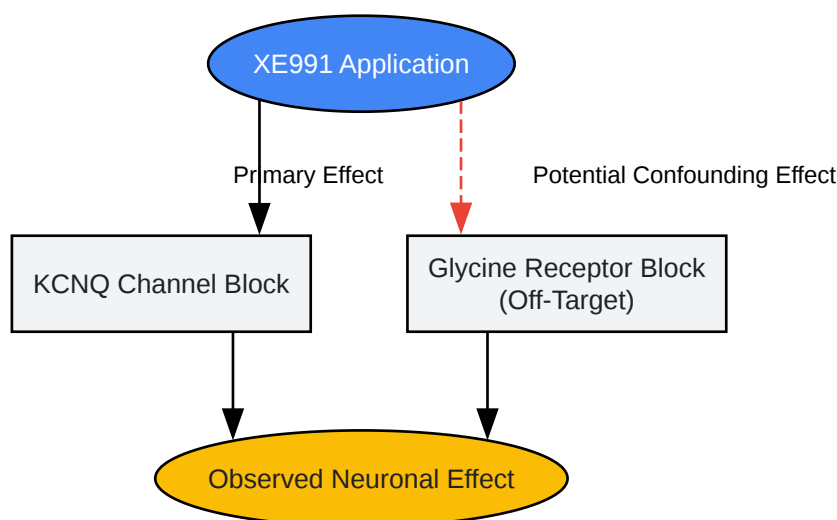 XE991 Application
Primary Effect
Potential Confounding Effect
KCNQ Channel Block
Glycine Receptor Block
(Off-Target)
Observed Neuronal Effect